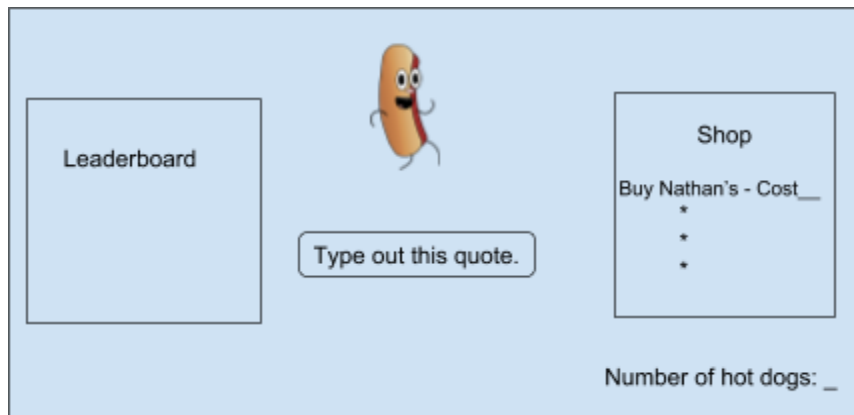 Leaderboard
Type out this quote.
Shop
Buy Nathan's - Cost__
*
*
*
Number of hot dogs: _